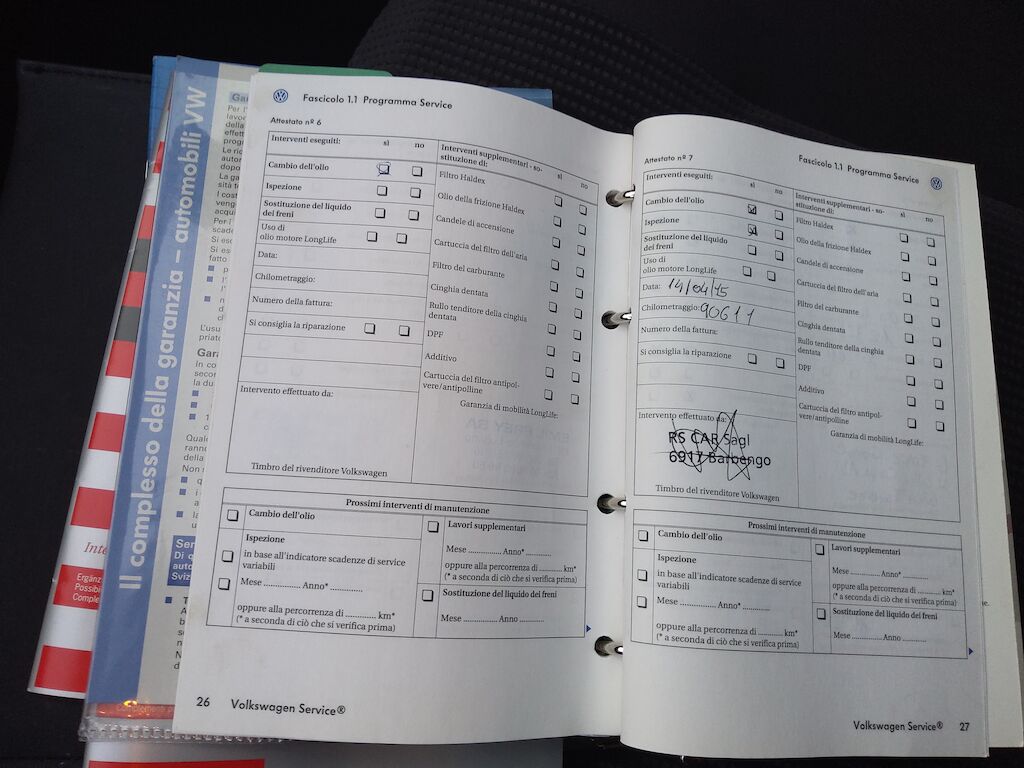 Il complesso della garanzia – automobili VW
Fascicolo 1.1 Programma Service
Attestato nº 6
Interventi eseguiti: sì no
Cambio dell'olio
Ispezione
Sostituzione del liquido
dei freni
Uso di
olio motore LongLife
Data:
Chilometraggio:
Numero della fattura:
Si consiglia la riparazione
Intervento effettuato da:
Timbro del rivenditore Volkswagen
Interventi supplementari - so-
stituzione di: sì no
Filtro Haldex
Olio della frizione Haldex
Candele di accensione
Cartuccia del filtro dell'aria
Filtro del carburante
Cinghia dentata
Rullo tenditore della cinghia
dentata
DPF
Additivo
Cartuccia del filtro antipol-
vere/antipolline
Garanzia di mobilità LongLife:
Prossimi interventi di manutenzione
Cambio dell'olio
Ispezione
in base all'indicatore scadenze di service
variabili
Mese .............. Anno* ..............
oppure alla percorrenza di ........... km*
(* a seconda di ciò che si verifica prima)
Lavori supplementari
Mese .............. Anno* ...........
oppure alla percorrenza di .......... km*
(* a seconda di ciò che si verifica prima)
Sostituzione del liquido dei freni
Mese .............. Anno ...........
26 Volkswagen Service®
Fascicolo 1.1 Programma Service
Attestato nº 7
Interventi eseguiti: sì no
Cambio dell'olio
Ispezione
Sostituzione del liquido
dei freni
Uso di
olio motore LongLife
Data: 14/04/15
Chilometraggio: 90611
Numero della fattura:
Si consiglia la riparazione
Intervento effettuato da:
RS CAR Sagl
6917 Barbengo
Timbro del rivenditore Volkswagen
Interventi supplementari - so-
stituzione di: sì no
Filtro Haldex
Olio della frizione Haldex
Candele di accensione
Cartuccia del filtro dell'aria
Filtro del carburante
Cinghia dentata
Rullo tenditore della cinghia
dentata
DPF
Additivo
Cartuccia del filtro antipol-
vere/antipolline
Garanzia di mobilità LongLife:
Prossimi interventi di manutenzione
Cambio dell'olio
Ispezione
in base all'indicatore scadenze di service
variabili
Mese .............. Anno* ..............
oppure alla percorrenza di ........... km*
(* a seconda di ciò che si verifica prima)
Lavori supplementari
Mese .............. Anno* ...........
oppure alla percorrenza di .......... km*
(* a seconda di ciò che si verifica prima)
Sostituzione del liquido dei freni
Mese .............. Anno ...........
Volkswagen Service® 27